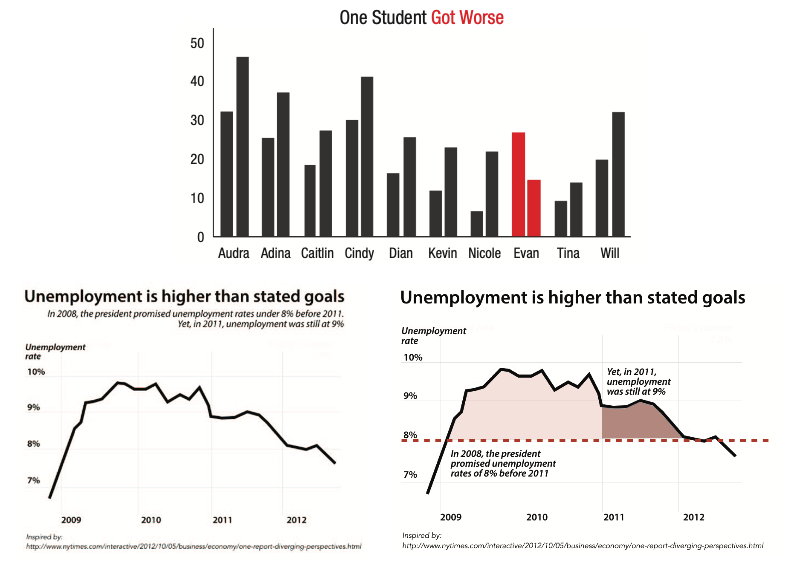 One Student Got Worse
50
40
30
20
10
0
Audra Adina Caitlin Cindy Dian Kevin Nicole Evan Tina Will
Unemployment is higher than stated goals
In 2008, the president promised unemployment rates under 8% before 2011.
Yet, in 2011, unemployment was still at 9%
Unemployment
rate
10%
9%
8%
7%
2009 2010 2011 2012
Inspired by:
http://www.nytimes.com/interactive/2012/10/05/business/economy/one-report-diverging-perspectives.html
Unemployment is higher than stated goals
Unemployment
rate
10%
Yet, in 2011,
unemployment
was still at 9%
9%
8%
In 2008, the president
promised unemployment
rates of 8% before 2011
7%
2009 2010 2011 2012
Inspired by:
http://www.nytimes.com/interactive/2012/10/05/business/economy/one-report-diverging-perspectives.html